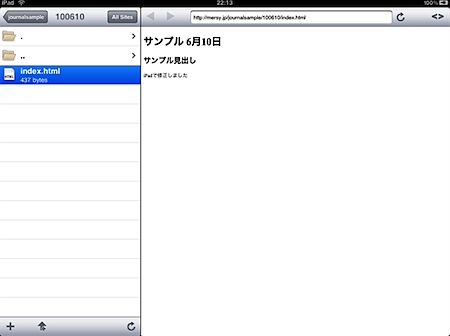 iPad 22:13 100%
journalsample 100610 All Sites
http://mersy.jp/journalsample/100610/index.html
<>
.
..
index.html
437 bytes
サンプル 6月10日
サンプル見出し
iPadで修正しました